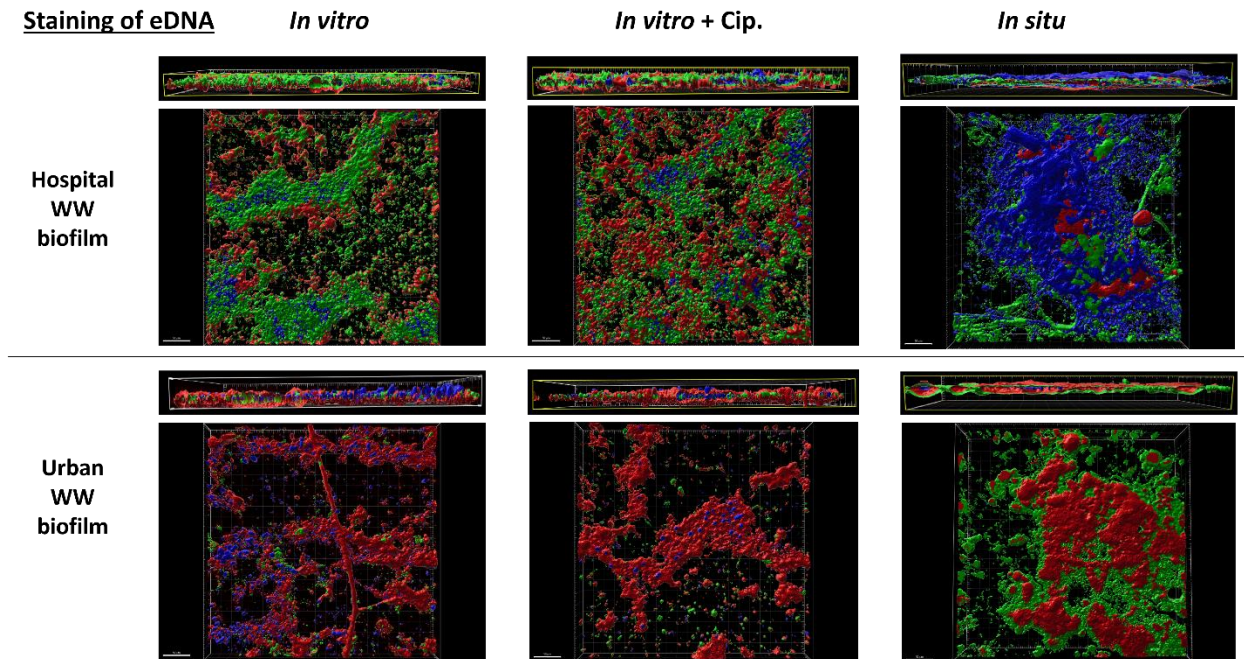 Staining of eDNA
In vitro
In vitro + Cip.
In situ
Hospital
WW
biofilm
Urban
WW
biofilm